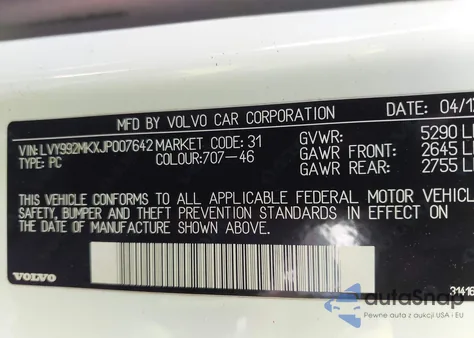 MFD BY VOLVO CAR CORPORATION DATE: 04/1
VIN: LVY992MKXJP007642 MARKET CODE: 31 GVWR: 5290 L
TYPE: PC COLOUR: 707-46 GAWR FRONT: 2645 L
GAWR REAR: 2755 L
THIS VEHICLE CONFORMS TO ALL APPLICABLE FEDERAL MOTOR VEHICL
SAFETY, BUMPER AND THEFT PREVENTION STANDARDS IN EFFECT ON
THE DATE OF MANUFACTURE SHOWN ABOVE.
VOLVO
3141
autoSnap
Pewne auta z aukcji USA i EU